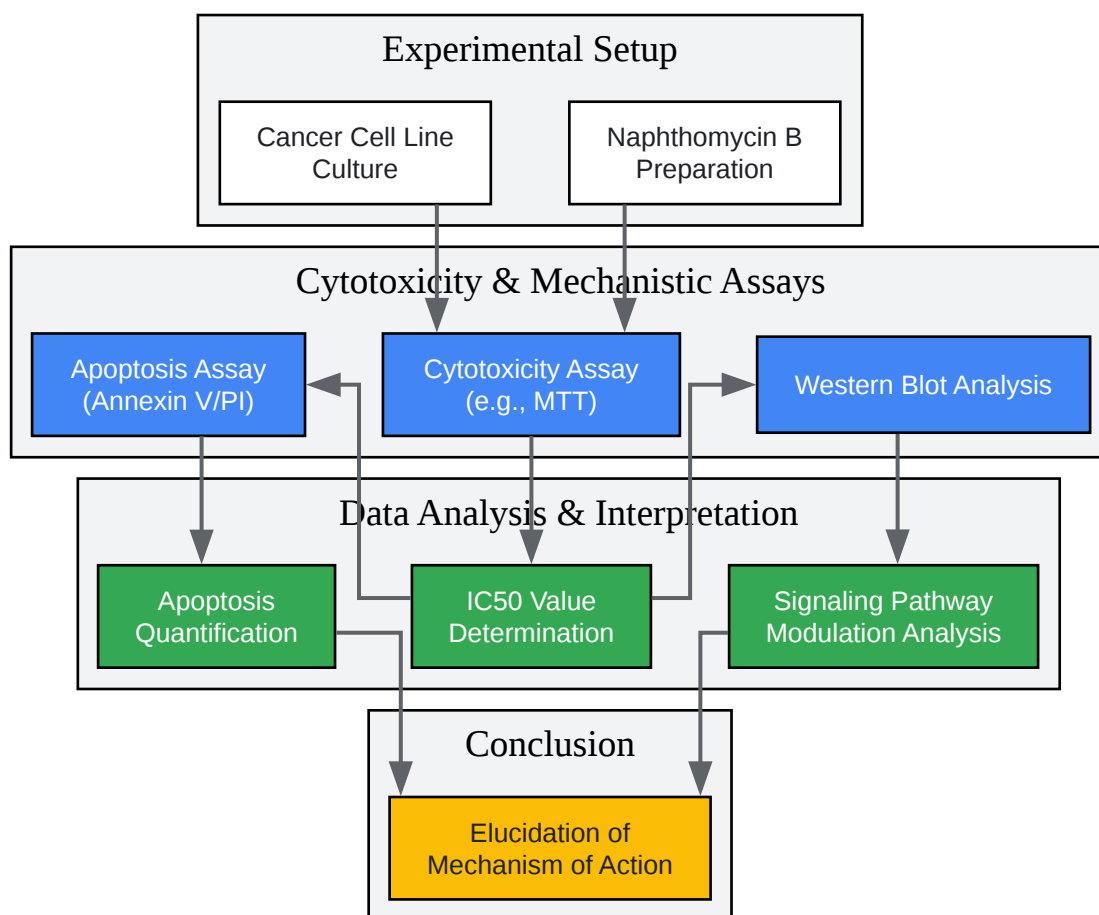 Experimental Setup
Cancer Cell Line
Culture
Naphthomycin B
Preparation
Cytotoxicity & Mechanistic Assays
Apoptosis Assay
(Annexin V/PI)
Cytotoxicity Assay
(e.g., MTT)
Western Blot Analysis
Data Analysis & Interpretation
Apoptosis
Quantification
IC50 Value
Determination
Signaling Pathway
Modulation Analysis
Conclusion
Elucidation of
Mechanism of Action